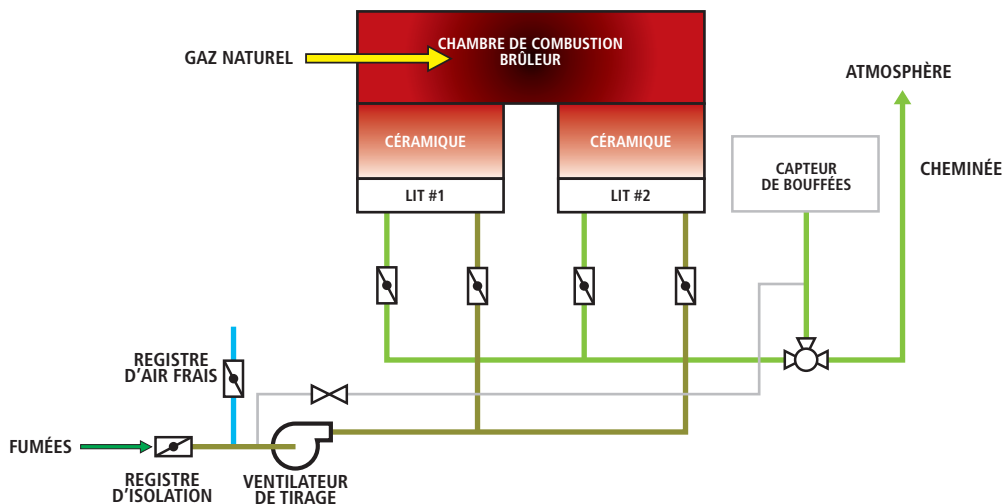 CHAMBRE DE COMBUSTION
BRÛLEUR
GAZ NATUREL
ATMOSPHÈRE
CÉRAMIQUE
CÉRAMIQUE
CAPTEUR
DE BOUFFÉES
CHEMINÉE
LIT #1
LIT #2
REGISTRE
D'AIR FRAIS
FUMÉES
REGISTRE
D'ISOLATION
VENTILATEUR
DE TIRAGE